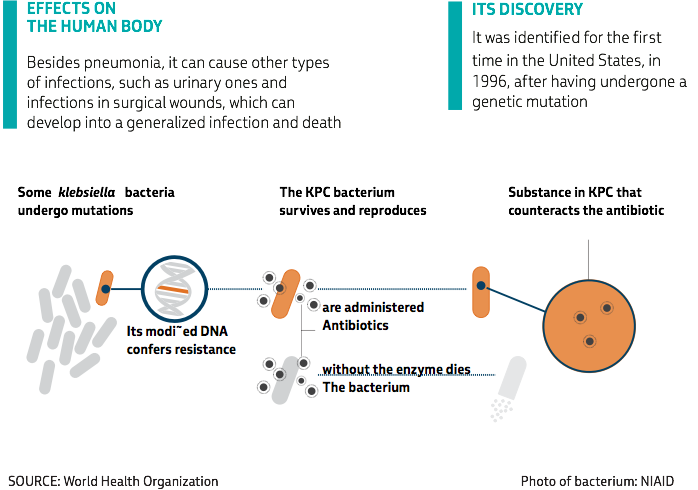 EFFECTS ON
THE HUMAN BODY
Besides pneumonia, it can cause other types
of infections, such as urinary ones and
infections in surgical wounds, which can
develop into a generalized infection and death
ITS DISCOVERY
It was identified for the first
time in the United States, in
1996, after having undergone a
genetic mutation
Some klebsiella bacteria
undergo mutations
The KPC bacterium
survives and reproduces
Substance in KPC that
counteracts the antibiotic
Its modi˜ed DNA
confers resistance
are administered
Antibiotics
without the enzyme dies
The bacterium
SOURCE: World Health Organization
Photo of bacterium: NIAID